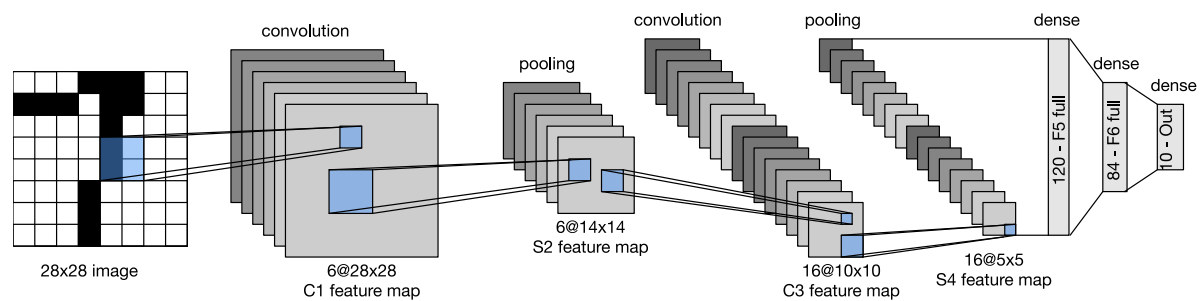 convolution
pooling
convolution
pooling
dense
dense
dense
28x28 image
6@28x28
C1 feature map
6@14x14
S2 feature map
16@10x10
C3 feature map
16@5x5
S4 feature map
120 - F5 full
84 - F6 full
10 - Out